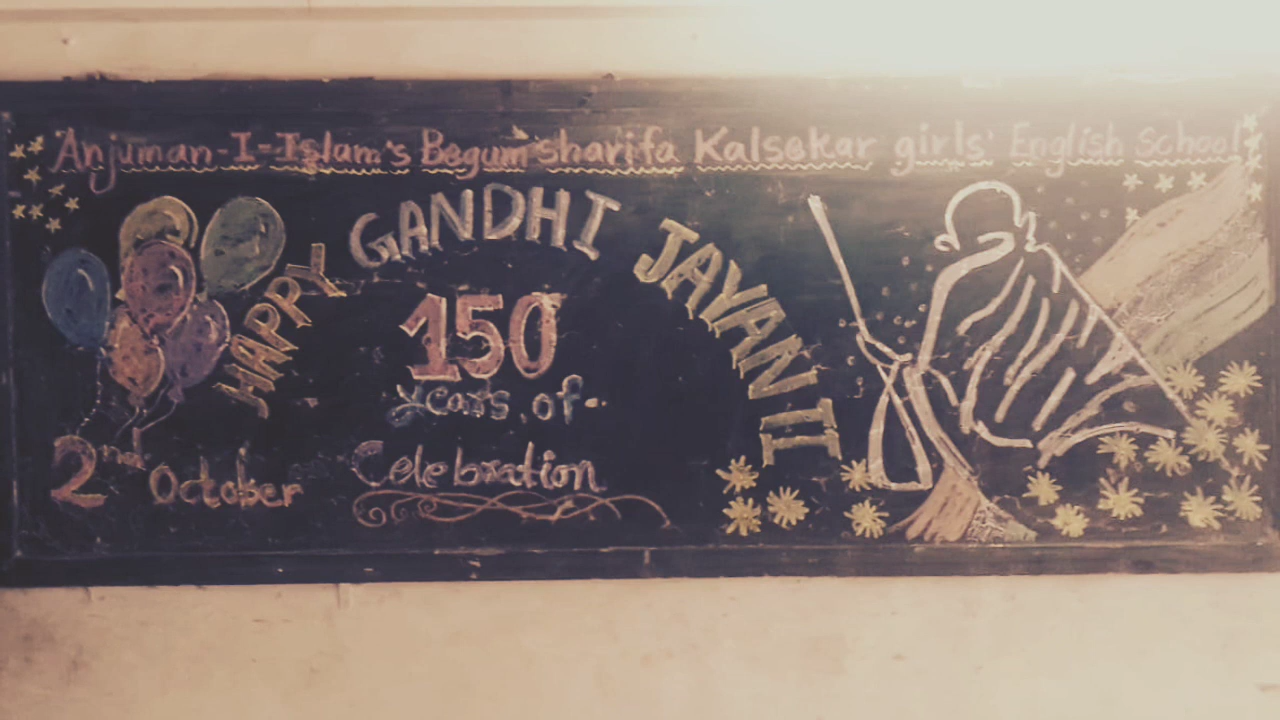 Anjuman-I-Islam's Begum sharifa Kalsekar girls' English School
HAPPY GANDHI JAYANTI
150
years of..
Celebration
2nd October